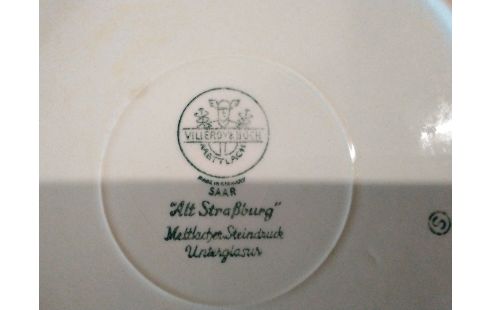 VILLEROY & BOCH
METTLACH
MADE IN GERMANY
SAAR
"Alt Straßburg"
Mettlacher Steindruck
Unterglasur
S